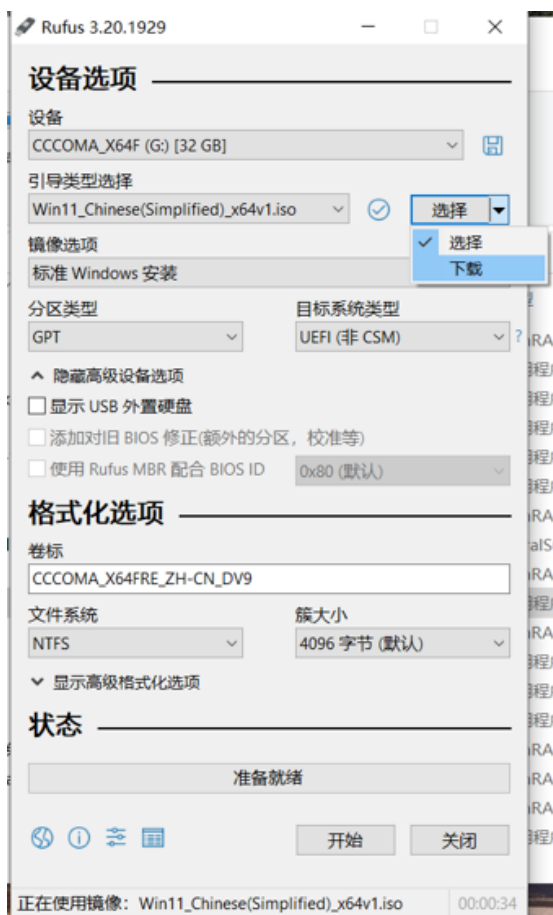 Rufus 3.20.1929
设备选项
设备
CCCOMA_X64F (G:) [32 GB]
引导类型选择
Win11_Chinese(Simplified)_x64v1.iso
选择
选择
下载
镜像选项
标准 Windows 安装
分区类型
目标系统类型
GPT
UEFI (非 CSM)
?
隐藏高级设备选项
显示 USB 外置硬盘
添加对旧 BIOS 修正(额外的分区，校准等)
使用 Rufus MBR 配合 BIOS ID
0x80 (默认)
格式化选项
卷标
CCCOMA_X64FRE_ZH-CN_DV9
文件系统
簇大小
NTFS
4096 字节 (默认)
显示高级格式化选项
状态
准备就绪
开始
关闭
正在使用镜像：Win11_Chinese(Simplified)_x64v1.iso
00:00:34